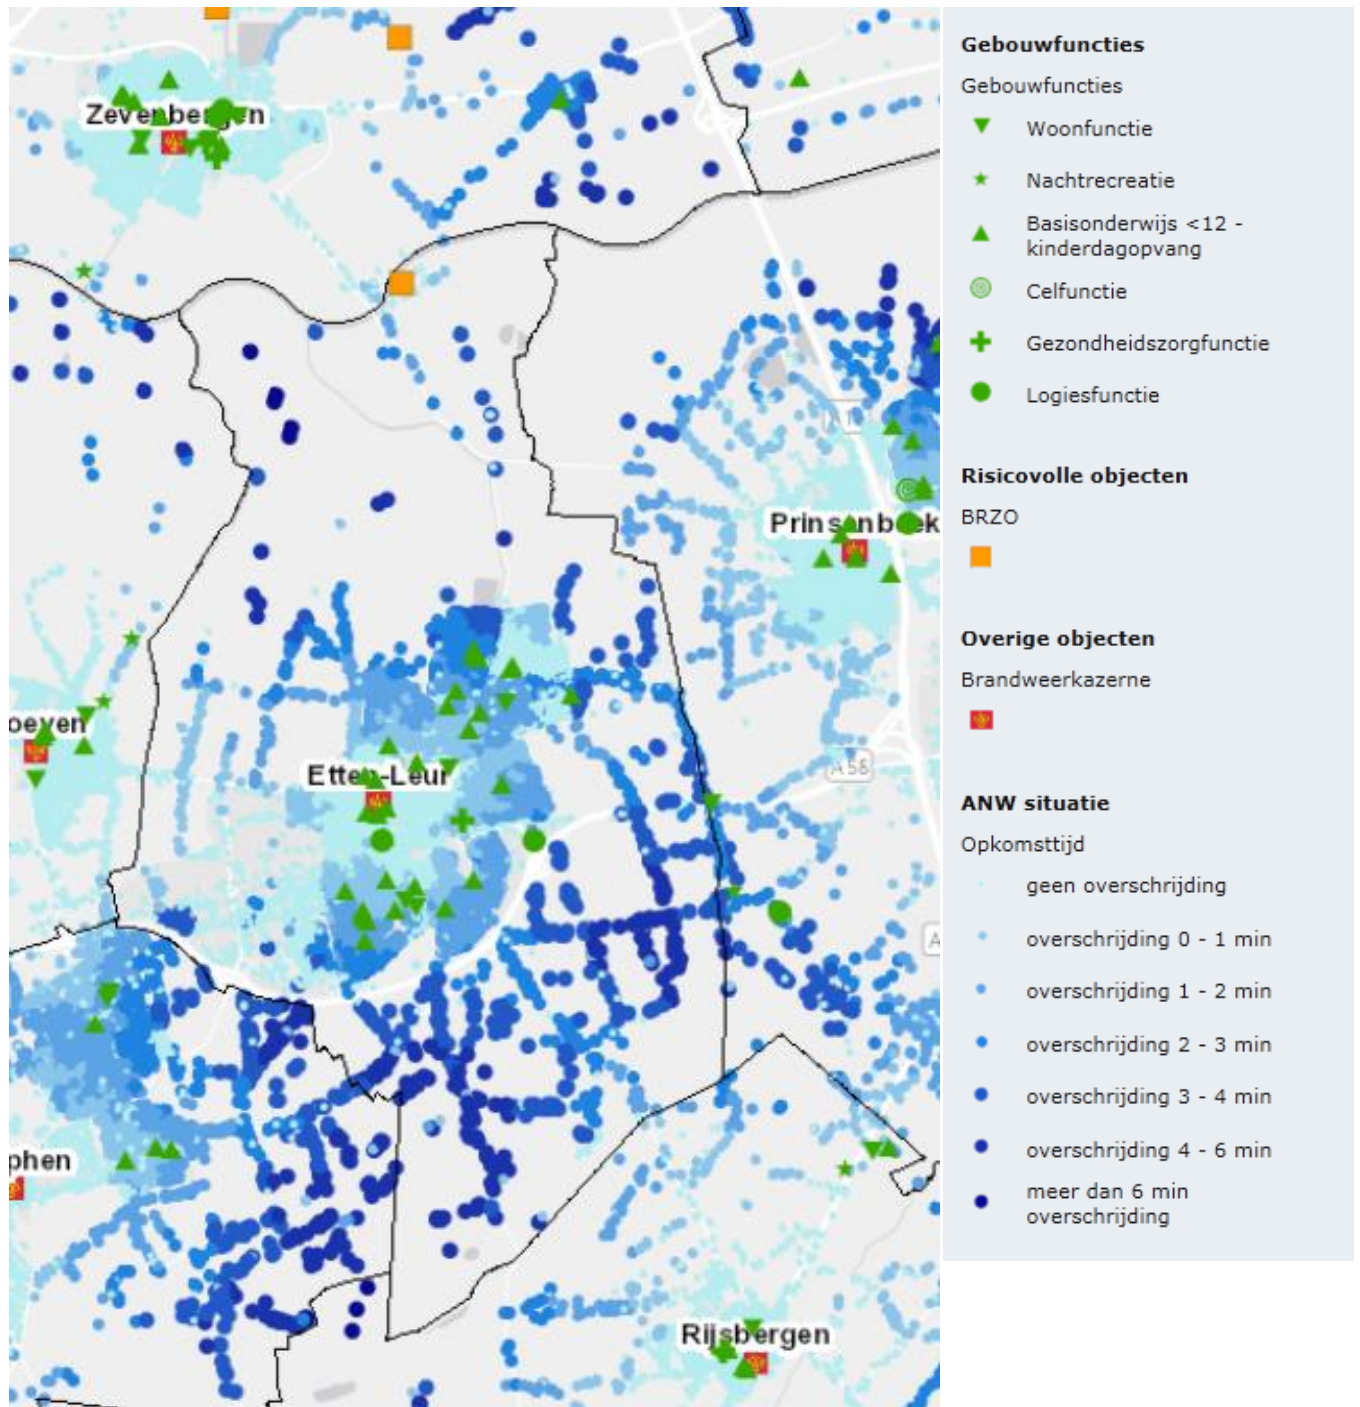 Zevenbergen
A 1
Prinsenbeek
oeven
Etten-Leur
A 58
A
phen
Rijsbergen
Gebouwfuncties
Gebouwfuncties
Woonfunctie
Nachtrecreatie
Basisonderwijs <12 -
kinderdagopvang
Celfunctie
Gezondheidszorgfunctie
Logiesfunctie
Risicovolle objecten
BRZO
Overige objecten
Brandweerkazerne
ANW situatie
Opkomsttijd
geen overschrijding
overschrijding 0 - 1 min
overschrijding 1 - 2 min
overschrijding 2 - 3 min
overschrijding 3 - 4 min
overschrijding 4 - 6 min
meer dan 6 min
overschrijding